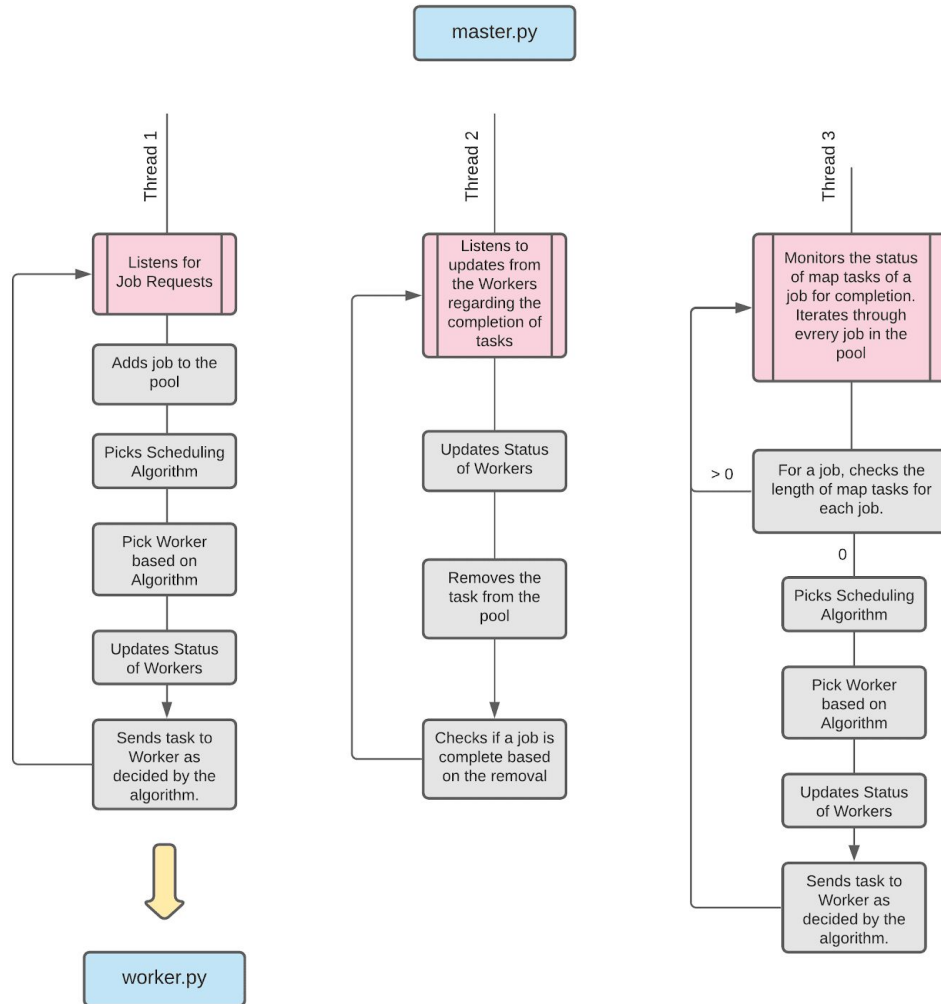 master.py
Thread 1
Listens for
Job Requests
Adds job to the
pool
Picks Scheduling
Algorithm
Pick Worker
based on
Algorithm
Updates Status
of Workers
Sends task to
Worker as
decided by the
algorithm.
worker.py
Thread 2
Listens to
updates from
the Workers
regarding the
completion of
tasks
Updates Status
of Workers
Removes the
task from the
pool
Checks if a job is
complete based
on the removal
Thread 3
Monitors the status
of map tasks of a
job for completion.
Iterates through
evrery job in the
pool
For a job, checks the
length of map tasks for
each job.
> 0
0
Picks Scheduling
Algorithm
Pick Worker
based on
Algorithm
Updates Status
of Workers
Sends task to
Worker as
decided by the
algorithm.